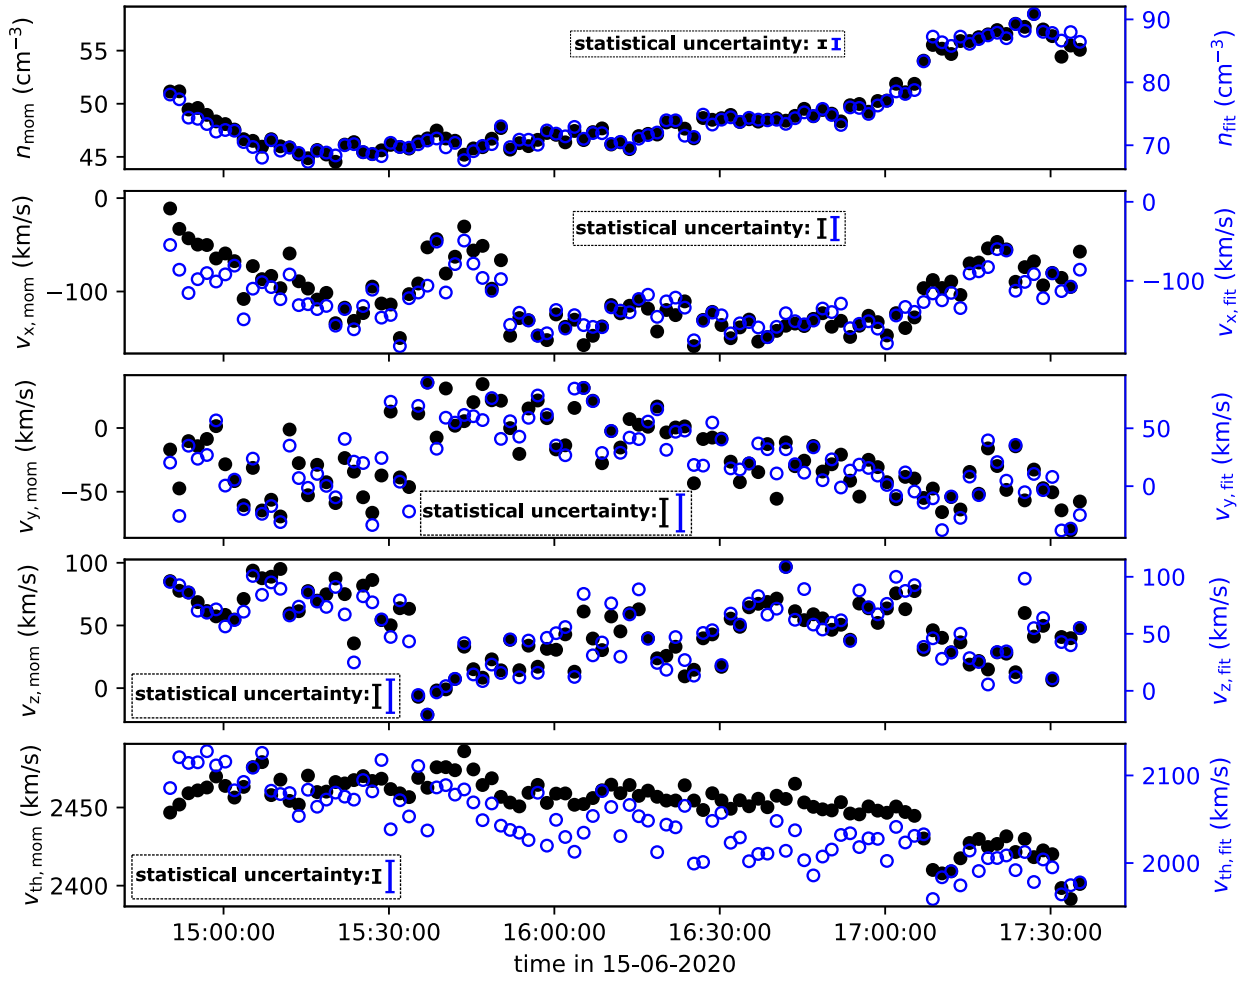 n_mom (cm⁻³)
55
50
45
statistical uncertainty:
90
80
70
n_fit (cm⁻³)
v_x,mom (km/s)
0
−100
statistical uncertainty:
0
−100
v_x,fit (km/s)
v_y,mom (km/s)
0
−50
statistical uncertainty:
50
0
v_y,fit (km/s)
v_z,mom (km/s)
100
50
0
statistical uncertainty:
100
50
0
v_z,fit (km/s)
v_th,mom (km/s)
2450
2400
statistical uncertainty:
2100
2000
v_th,fit (km/s)
15:00:00 15:30:00 16:00:00 16:30:00 17:00:00 17:30:00
time in 15-06-2020